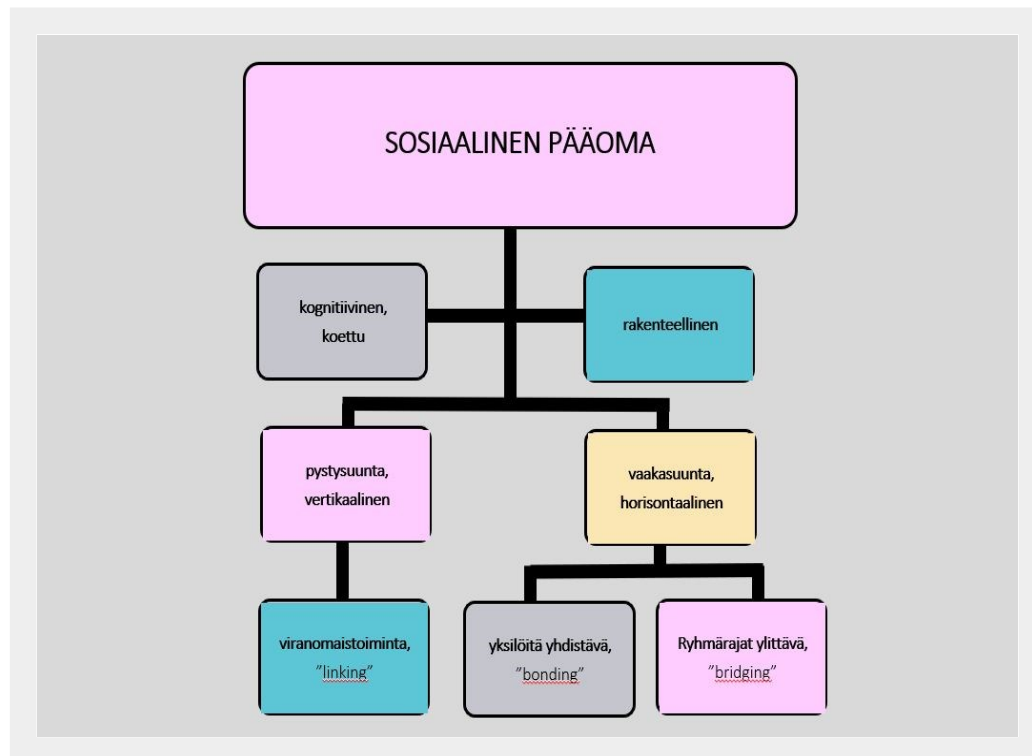 SOSIAALINEN PÄÄOMA
kognitiivinen,
koettu
rakenteellinen
pystysuunta,
vertikaalinen
vaakasuunta,
horisontaalinen
viranomaistoiminta,
”linking”
yksilöitä yhdistävä,
”bonding”
Ryhmärajat ylittävä,
”bridging”